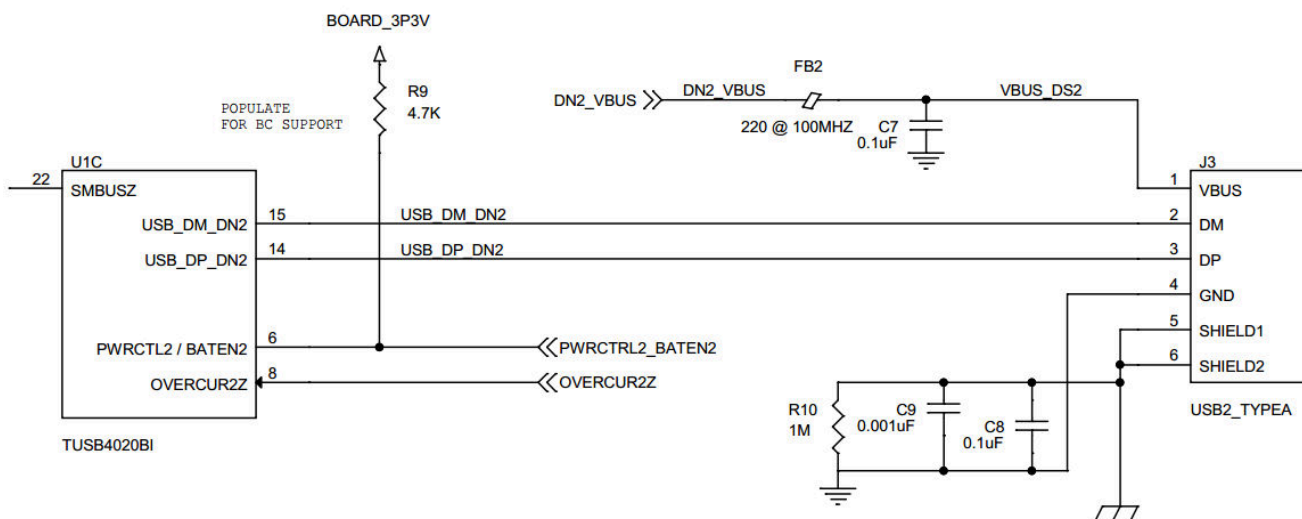 BOARD_3P3V
R9
4.7K
POPULATE
FOR BC SUPPORT
FB2
DN2_VBUS
DN2_VBUS
VBUS_DS2
220 @ 100MHZ
C7
0.1uF
U1C
22
SMBUSZ
USB_DM_DN2
15
USB_DM_DN2
USB_DP_DN2
14
USB_DP_DN2
PWRCTL2 / BATEN2
6
PWRCTRL2_BATEN2
OVERCUR2Z
8
OVERCUR2Z
TUSB4020BI
J3
1
VBUS
2
DM
3
DP
4
GND
5
SHIELD1
6
SHIELD2
USB2_TYPEA
R10
1M
C9
0.001uF
C8
0.1uF